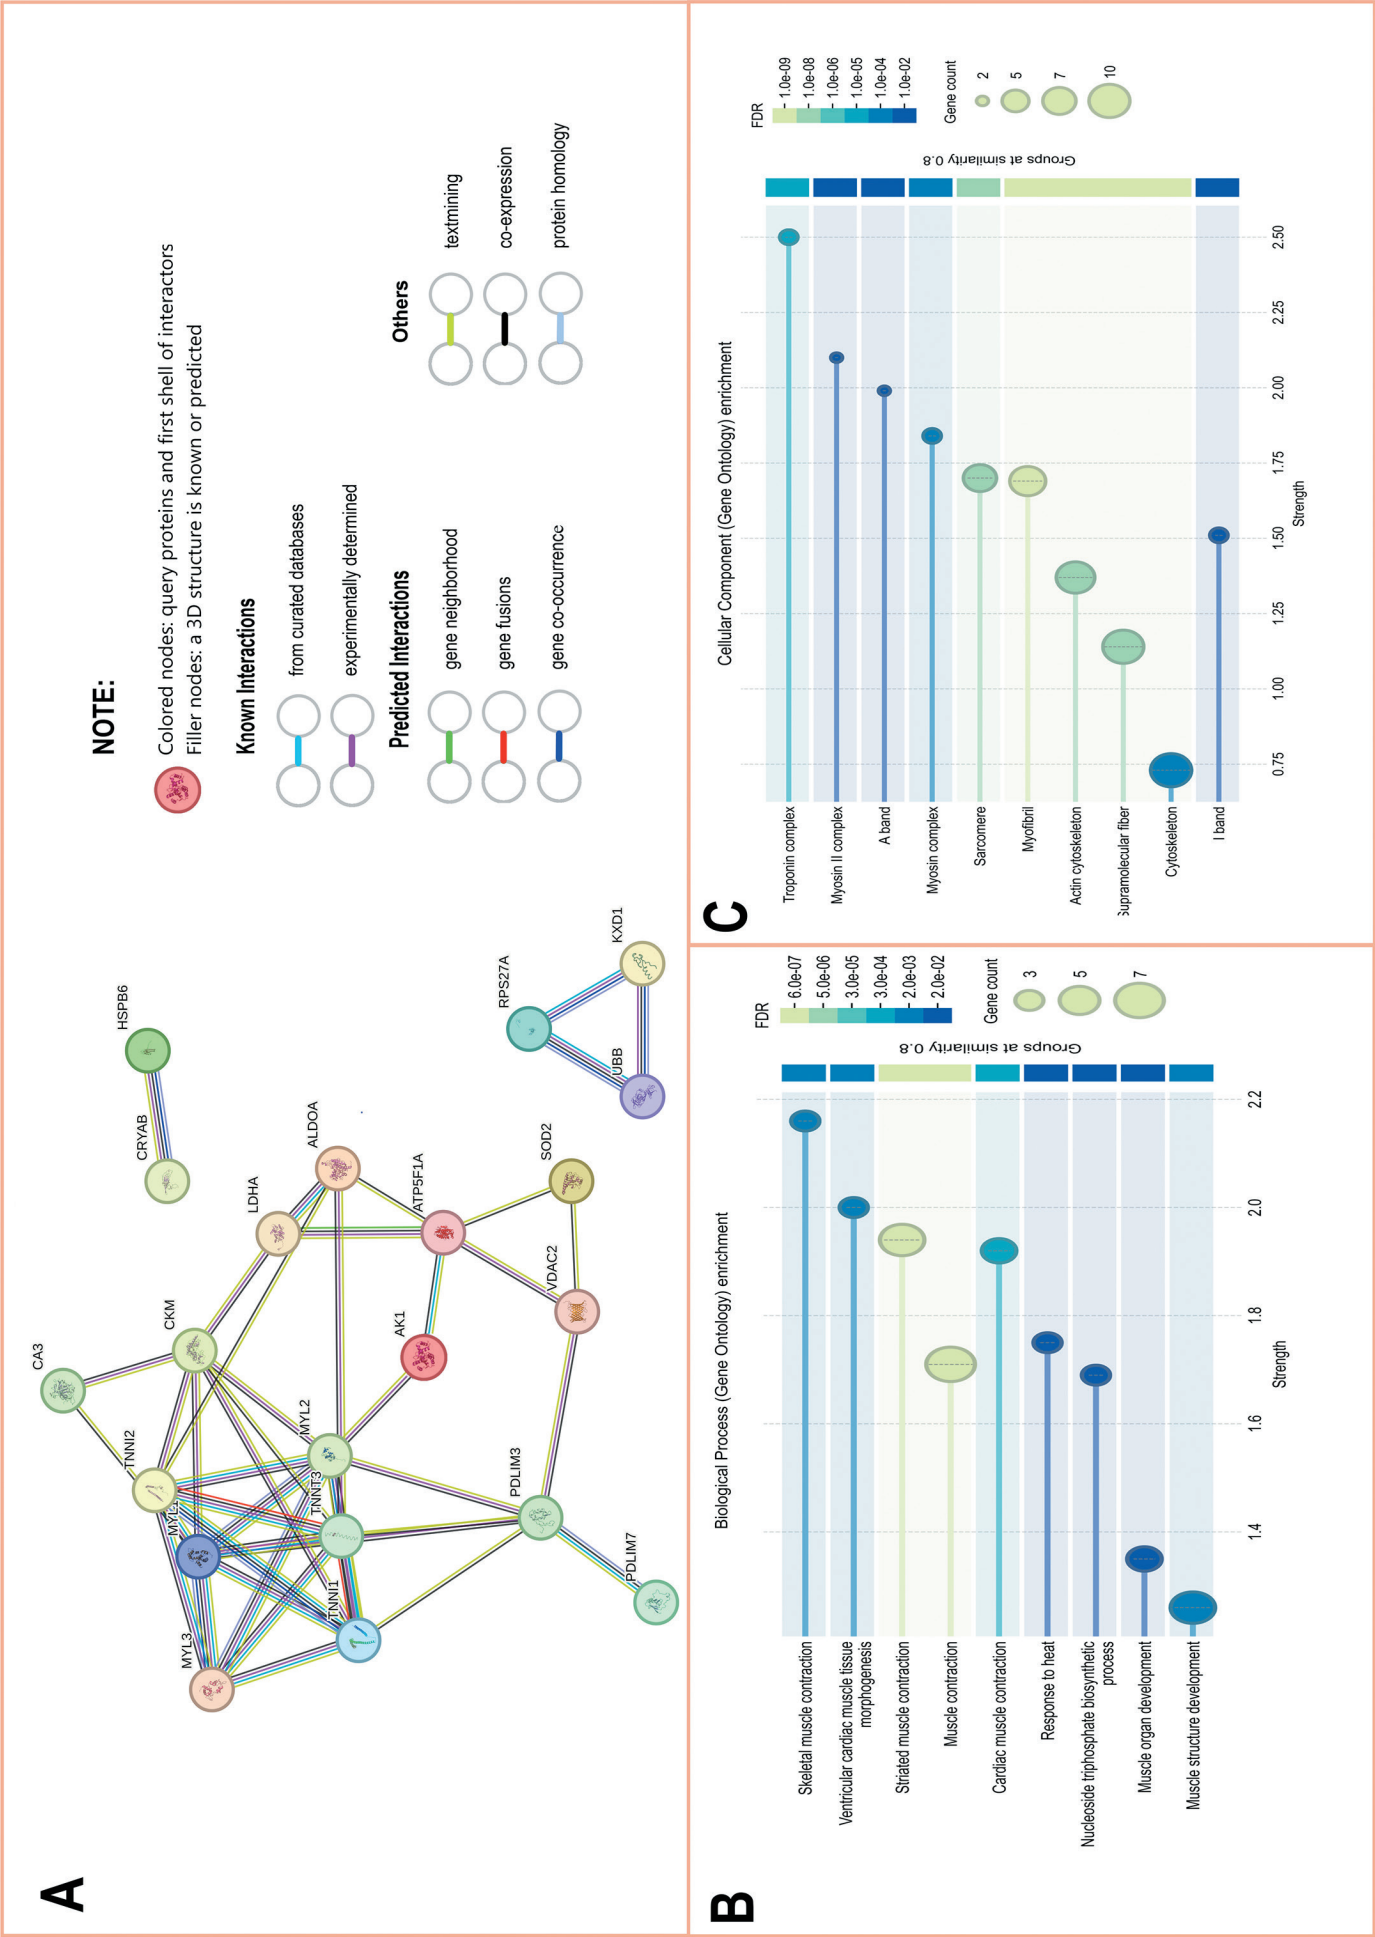 A
HSPB6
CRYAB
CA3
CKM
LDHA
ALDOA
TNNI2
MYL1
MYL2
TNNT3
MYL3
TNNI1
AK1
ATP5F1A
VDAC2
SOD2
PDLIM3
PDLIM7
RPS27A
UBB
KXD1
NOTE:
Colored nodes: query proteins and first shell of interactors
Filler nodes: a 3D structure is known or predicted
Known Interactions
from curated databases
experimentally determined
Predicted Interactions
gene neighborhood
gene fusions
gene co-occurrence
Others
textmining
co-expression
protein homology
B
Biological Process (Gene Ontology) enrichment
Skeletal muscle contraction
Ventricular cardiac muscle tissue
morphogenesis
Striated muscle contraction
Muscle contraction
Cardiac muscle contraction
Response to heat
Nucleoside triphosphate biosynthetic
process
Muscle organ development
Muscle structure development
1.4
1.6
1.8
2.0
2.2
Strength
Groups at similarity 0.8
FDR
6.0e-07
5.0e-06
3.0e-05
3.0e-04
2.0e-03
2.0e-02
Gene count
3
5
7
C
Cellular Component (Gene Ontology) enrichment
Troponin complex
Myosin II complex
A band
Myosin complex
Sarcomere
Myofibril
Actin cytoskeleton
Supramolecular fiber
Cytoskeleton
I band
0.75
1.00
1.25
1.50
1.75
2.00
2.25
2.50
Strength
Groups at similarity 0.8
FDR
1.0e-09
1.0e-08
1.0e-06
1.0e-05
1.0e-04
1.0e-02
Gene count
2
5
7
10